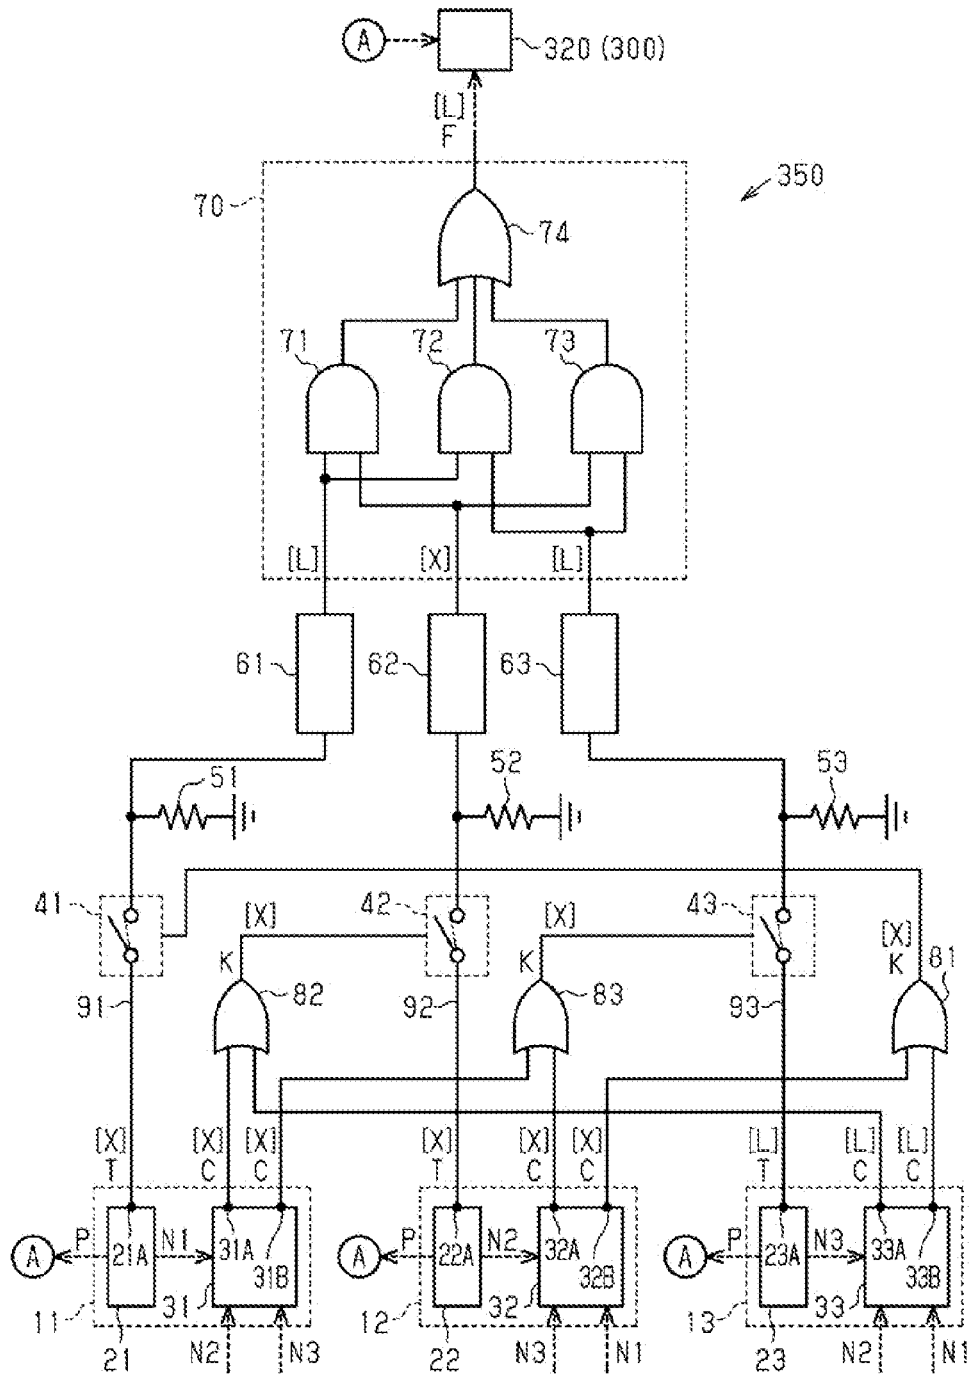 A
320 (300)
[L]
F
350
70
74
71
72
73
[L]
[X]
[L]
61
62
63
51
52
53
41
42
43
[X]
[X]
[X]
K
K
K
81
82
83
91
92
93
[X]
[X]
[X]
[X]
[X]
[X]
[L]
[L]
[L]
T
C
C
T
C
C
T
C
C
A
P
21A
N1
31A
31B
A
P
22A
N2
32A
32B
A
P
23A
N3
33A
33B
11
31
12
32
13
33
21
N2
N3
22
N3
N1
23
N2
N1